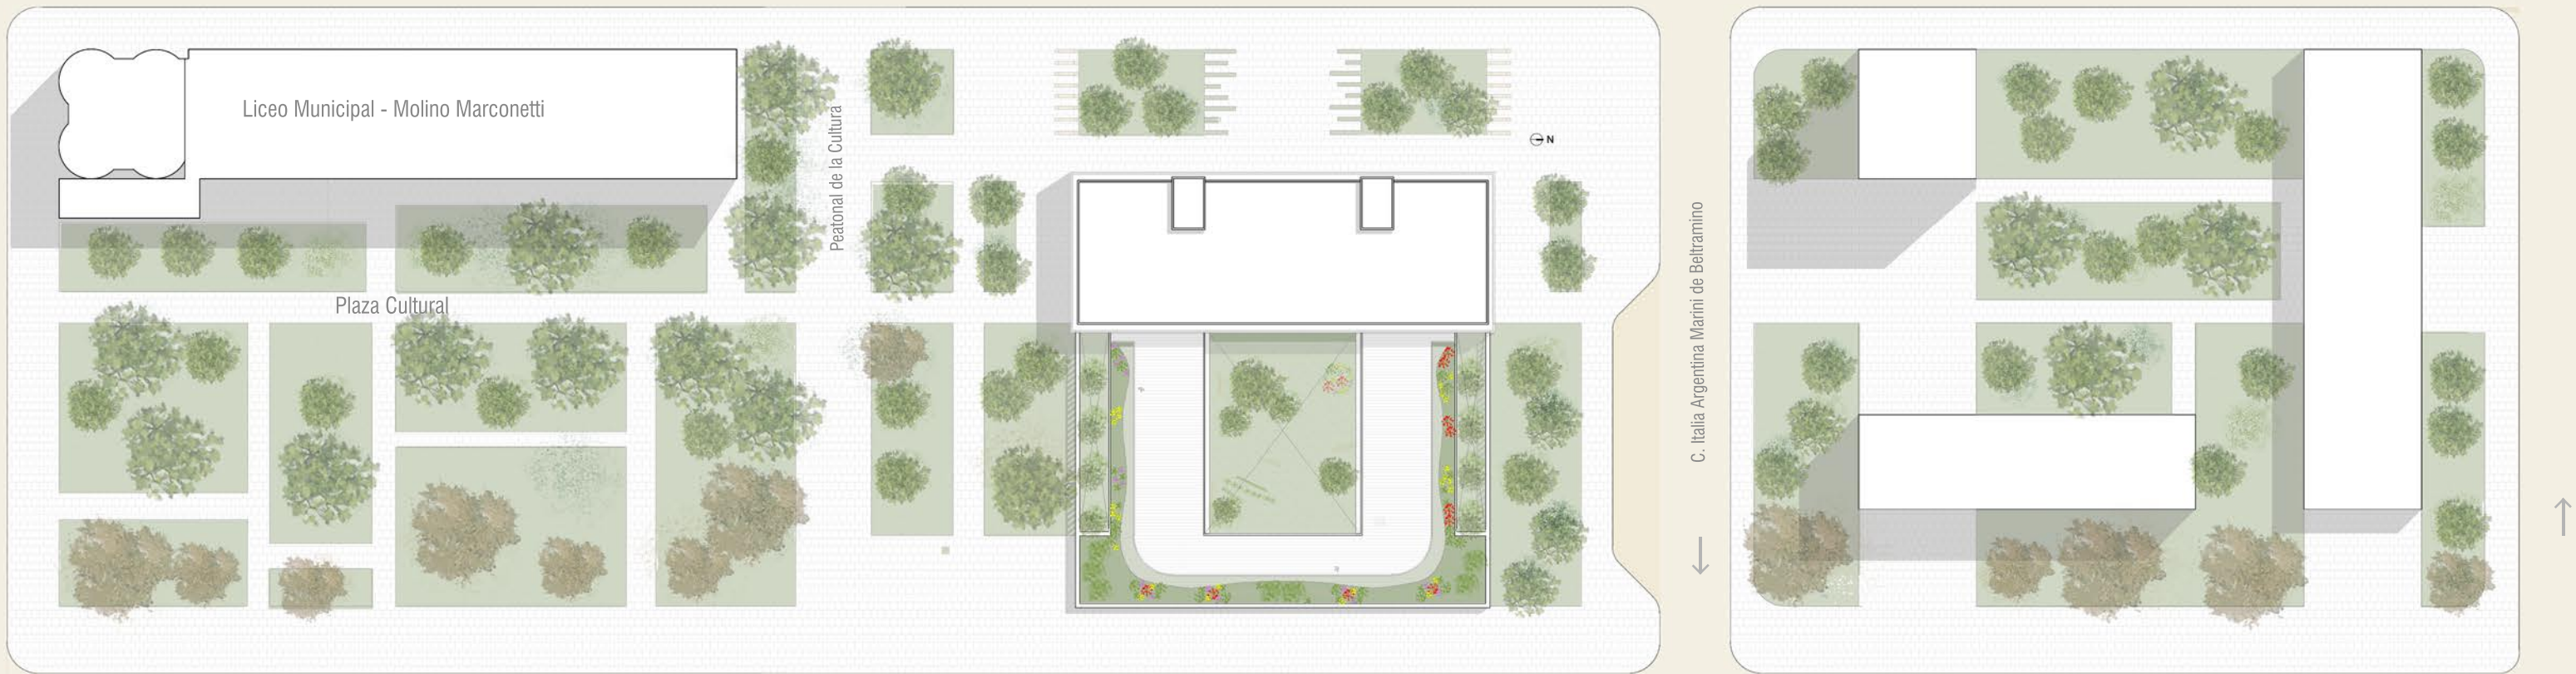 Liceo Municipal - Molino Marconetti
Peatonal de la Cultura
N
Plaza Cultural
C. Italia Argentina Marini de Beltramino